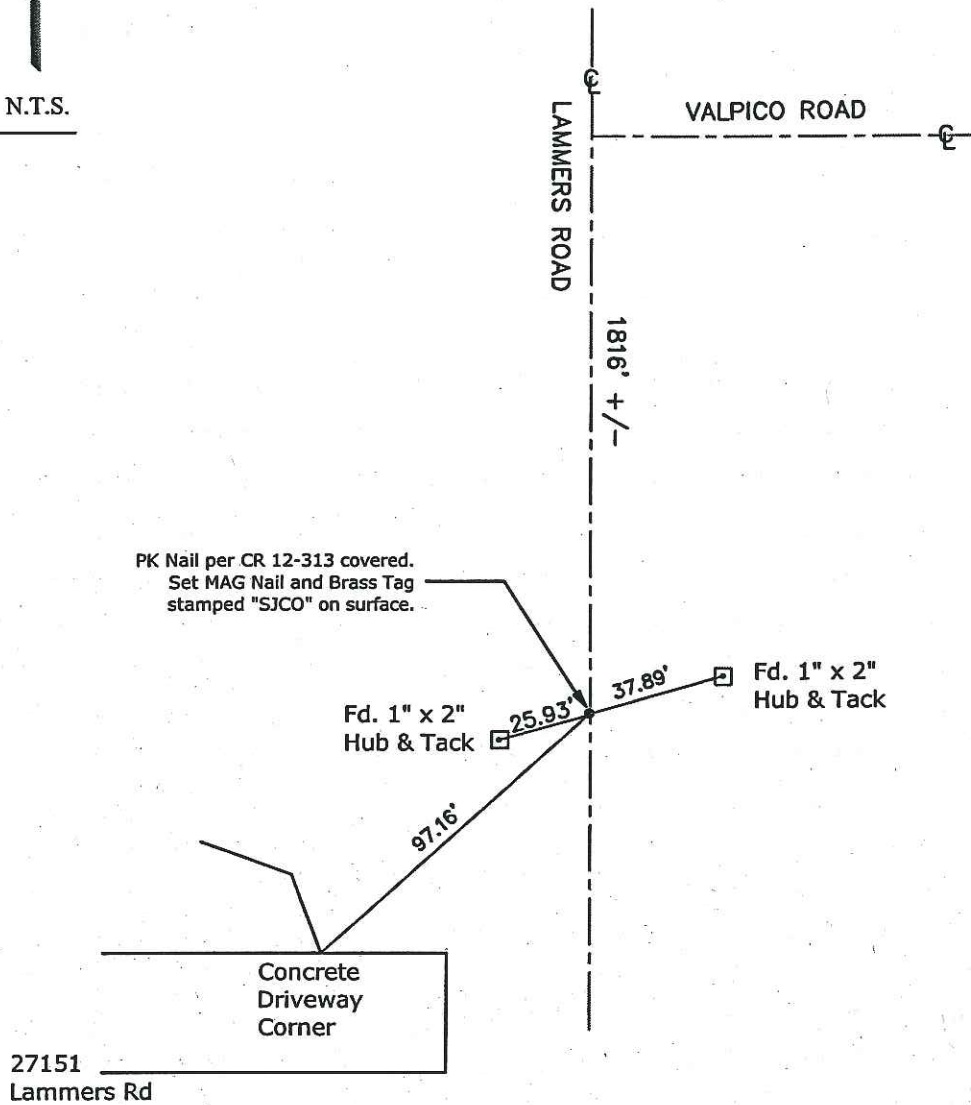 N.T.S.
℄
VALPICO ROAD
℄
LAMMERS ROAD
1816' +/-
PK Nail per CR 12-313 covered.
Set MAG Nail and Brass Tag
stamped "SJCO" on surface.
37.89'
Fd. 1" x 2"
Hub & Tack
25.93'
Fd. 1" x 2"
Hub & Tack
97.16'
Concrete
Driveway
Corner
27151
Lammers Rd